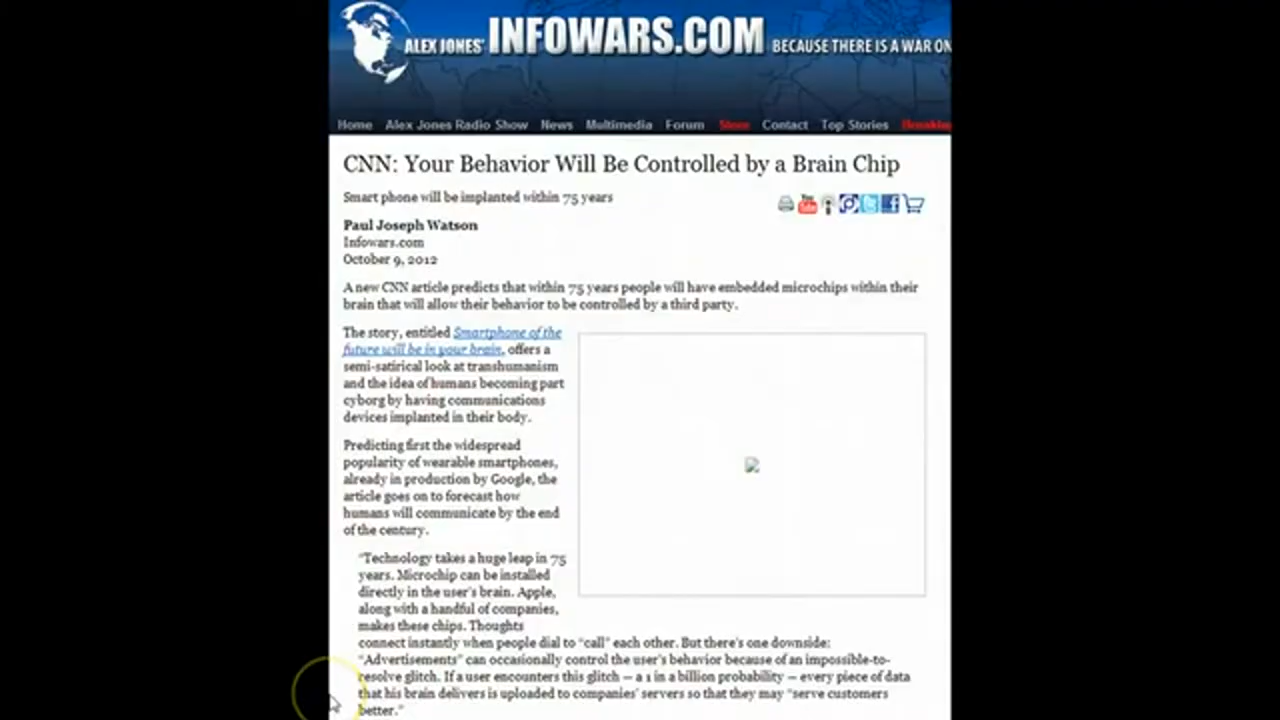 ALEX JONES' INFOWARS.COM BECAUSE THERE IS A WAR ON
Home Alex Jones Radio Show News Multimedia Forum Store Contact Top Stories Breaking
CNN: Your Behavior Will Be Controlled by a Brain Chip
Smart phone will be implanted within 75 years
You Tube
Paul Joseph Watson
Infowars.com
October 9, 2012
A new CNN article predicts that within 75 years people will have embedded microchips within their
brain that will allow their behavior to be controlled by a third party.
The story, entitled Smartphone of the
future will be in your brain, offers a
semi-satirical look at transhumanism
and the idea of humans becoming part
cyborg by having communications
devices implanted in their body.
Predicting first the widespread
popularity of wearable smartphones,
already in production by Google, the
article goes on to forecast how
humans will communicate by the end
of the century.
"Technology takes a huge leap in 75
years. Microchip can be installed
directly in the user's brain. Apple,
along with a handful of companies,
makes these chips. Thoughts
connect instantly when people dial to "call" each other. But there's one downside:
"Advertisements" can occasionally control the user's behavior because of an impossible-to-
resolve glitch. If a user encounters this glitch — a 1 in a billion probability — every piece of data
that his brain delivers is uploaded to companies' servers so that they may "serve customers
better."